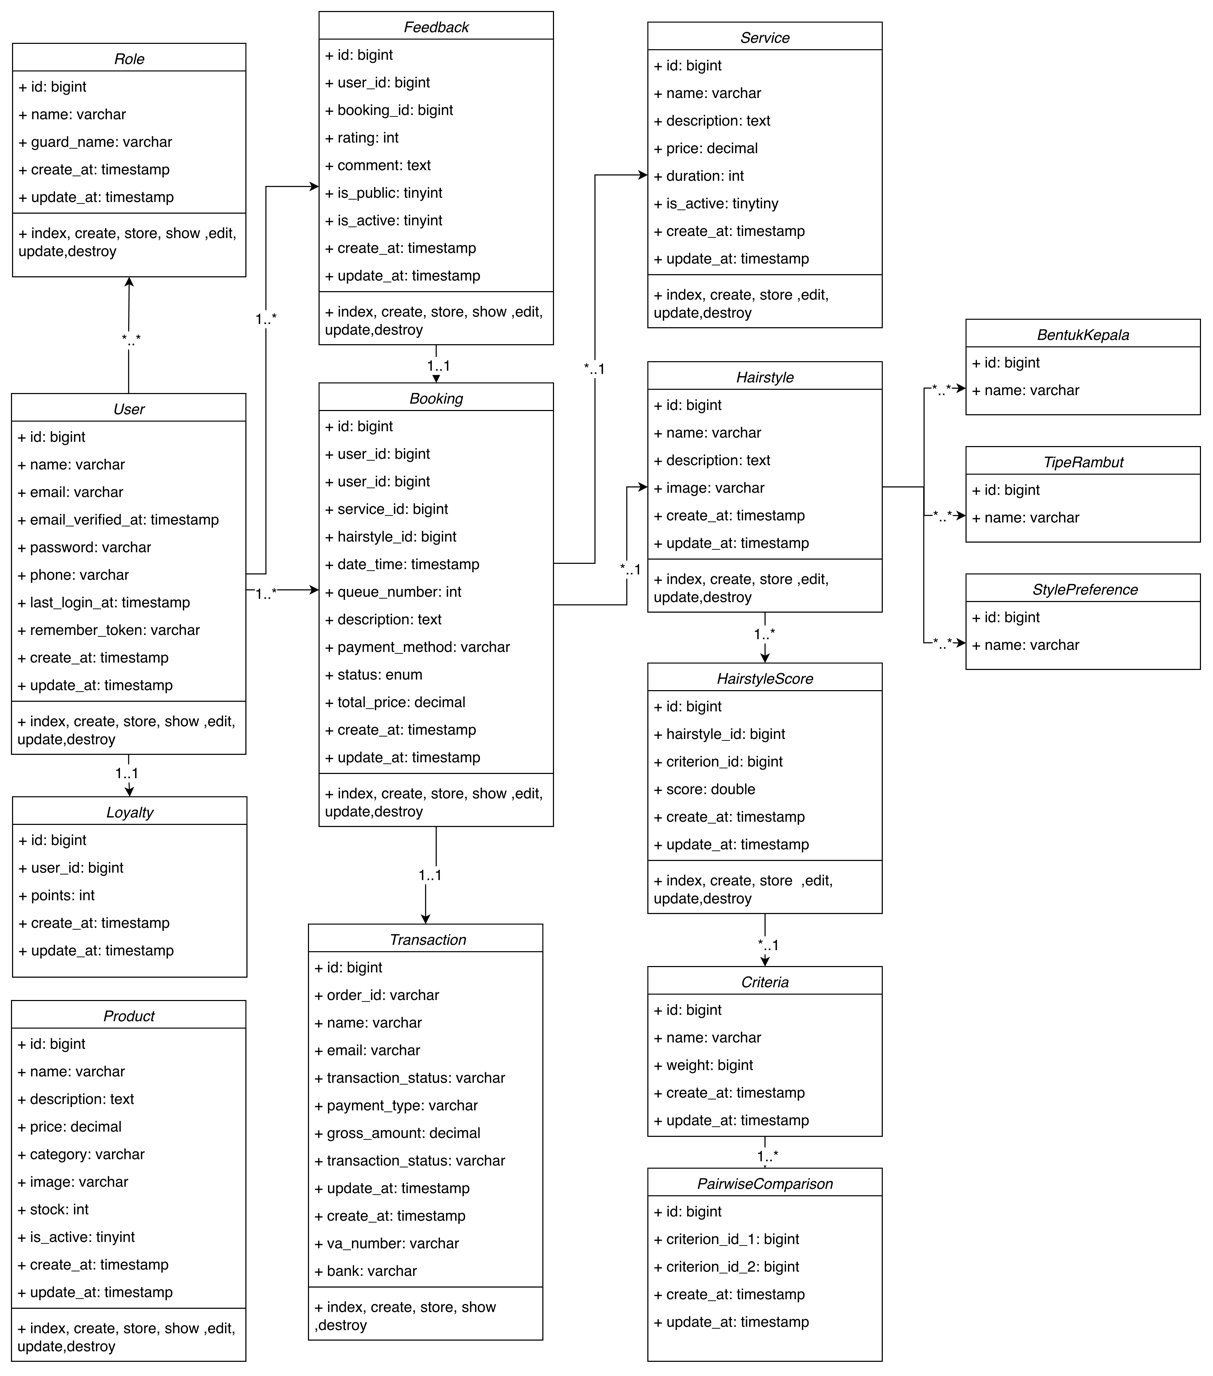 Role
+ id: bigint
+ name: varchar
+ guard_name: varchar
+ create_at: timestamp
+ update_at: timestamp
+ index, create, store, show ,edit,
update,destroy
*..*
User
+ id: bigint
+ name: varchar
+ email: varchar
+ email_verified_at: timestamp
+ password: varchar
+ phone: varchar
+ last_login_at: timestamp
+ remember_token: varchar
+ create_at: timestamp
+ update_at: timestamp
+ index, create, store, show ,edit,
update,destroy
1..1
Loyalty
+ id: bigint
+ user_id: bigint
+ points: int
+ create_at: timestamp
+ update_at: timestamp
Product
+ id: bigint
+ name: varchar
+ description: text
+ price: decimal
+ category: varchar
+ image: varchar
+ stock: int
+ is_active: tinyint
+ create_at: timestamp
+ update_at: timestamp
+ index, create, store, show ,edit,
update,destroy
1..*
1..*
Feedback
+ id: bigint
+ user_id: bigint
+ booking_id: bigint
+ rating: int
+ comment: text
+ is_public: tinyint
+ is_active: tinyint
+ create_at: timestamp
+ update_at: timestamp
+ index, create, store, show ,edit,
update,destroy
1..1
Booking
+ id: bigint
+ user_id: bigint
+ user_id: bigint
+ service_id: bigint
+ hairstyle_id: bigint
+ date_time: timestamp
+ queue_number: int
+ description: text
+ payment_method: varchar
+ status: enum
+ total_price: decimal
+ create_at: timestamp
+ update_at: timestamp
+ index, create, store, show ,edit,
update,destroy
1..1
Transaction
+ id: bigint
+ order_id: varchar
+ name: varchar
+ email: varchar
+ transaction_status: varchar
+ payment_type: varchar
+ gross_amount: decimal
+ transaction_status: varchar
+ update_at: timestamp
+ create_at: timestamp
+ va_number: varchar
+ bank: varchar
+ index, create, store, show
,destroy
*..1
*..1
Service
+ id: bigint
+ name: varchar
+ description: text
+ price: decimal
+ duration: int
+ is_active: tinytiny
+ create_at: timestamp
+ update_at: timestamp
+ index, create, store ,edit,
update,destroy
Hairstyle
+ id: bigint
+ name: varchar
+ description: text
+ image: varchar
+ create_at: timestamp
+ update_at: timestamp
+ index, create, store ,edit,
update,destroy
1..*
HairstyleScore
+ id: bigint
+ hairstyle_id: bigint
+ criterion_id: bigint
+ score: double
+ create_at: timestamp
+ update_at: timestamp
+ index, create, store  ,edit,
update,destroy
*..1
Criteria
+ id: bigint
+ name: varchar
+ weight: bigint
+ create_at: timestamp
+ update_at: timestamp
1..*
PairwiseComparison
+ id: bigint
+ criterion_id_1: bigint
+ criterion_id_2: bigint
+ create_at: timestamp
+ update_at: timestamp
*..*
BentukKepala
+ id: bigint
+ name: varchar
*..*
TipeRambut
+ id: bigint
+ name: varchar
*..*
StylePreference
+ id: bigint
+ name: varchar